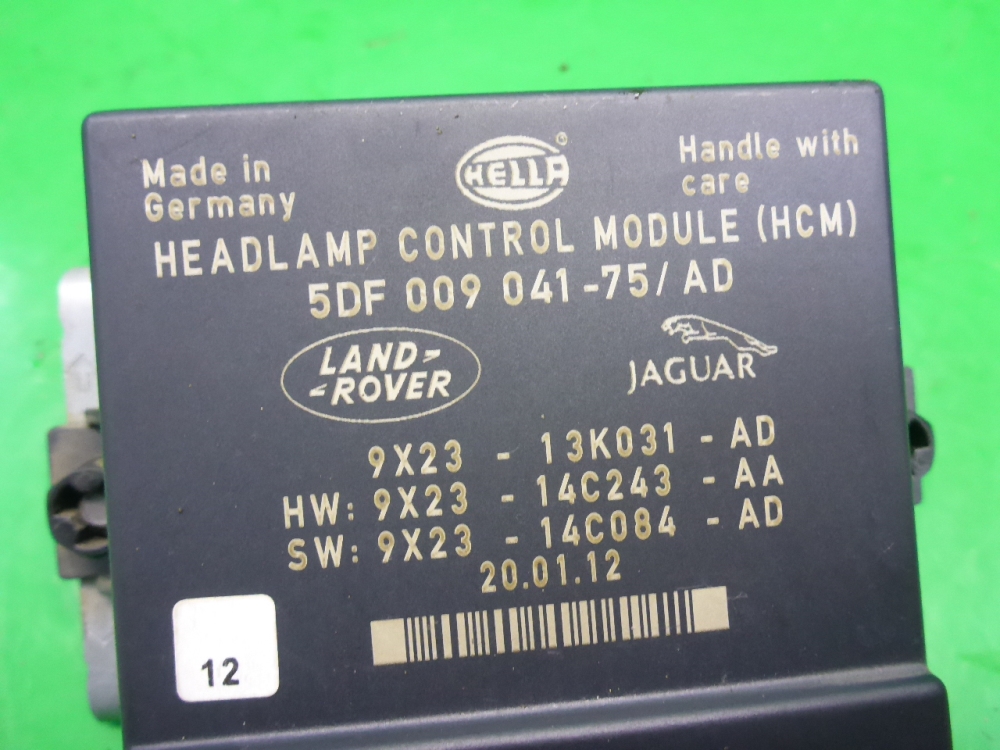 Made in
Germany
HELLA®
Handle with
care
HEADLAMP CONTROL MODULE (HCM)
5DF 009 041-75/ AD
LAND-
-ROVER
JAGUAR
9X23 - 13K031 - AD
HW: 9X23 - 14C243 - AA
SW: 9X23 - 14C084 - AD
20.01.12
12